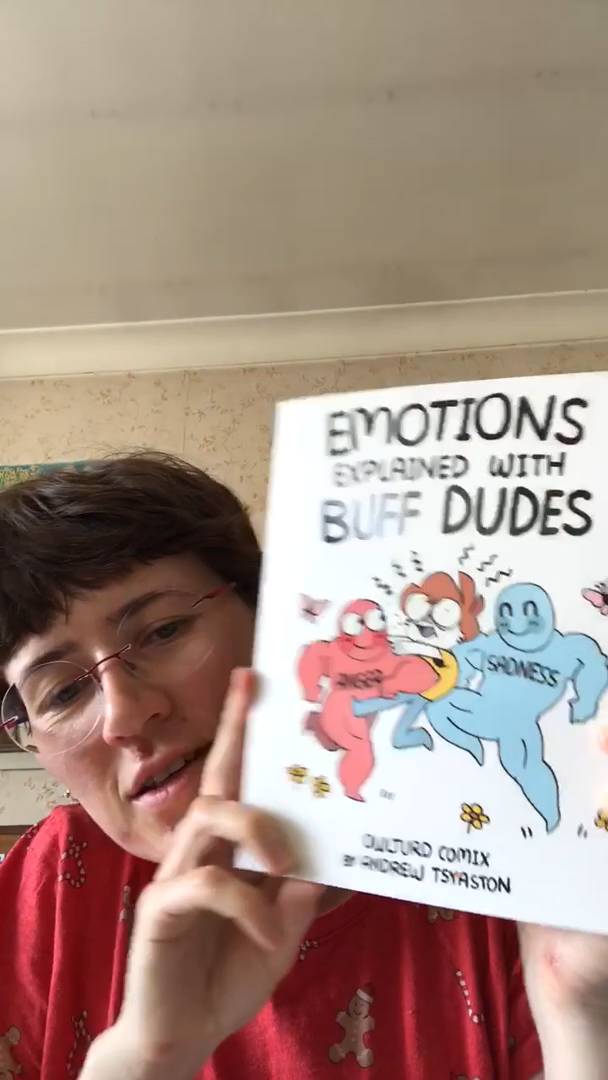 EMOTIONS
EXPLAINED WITH
BUFF DUDES
ANGER
SADNESS
OWLTURD COMIX
BY ANDREW TSYASTON